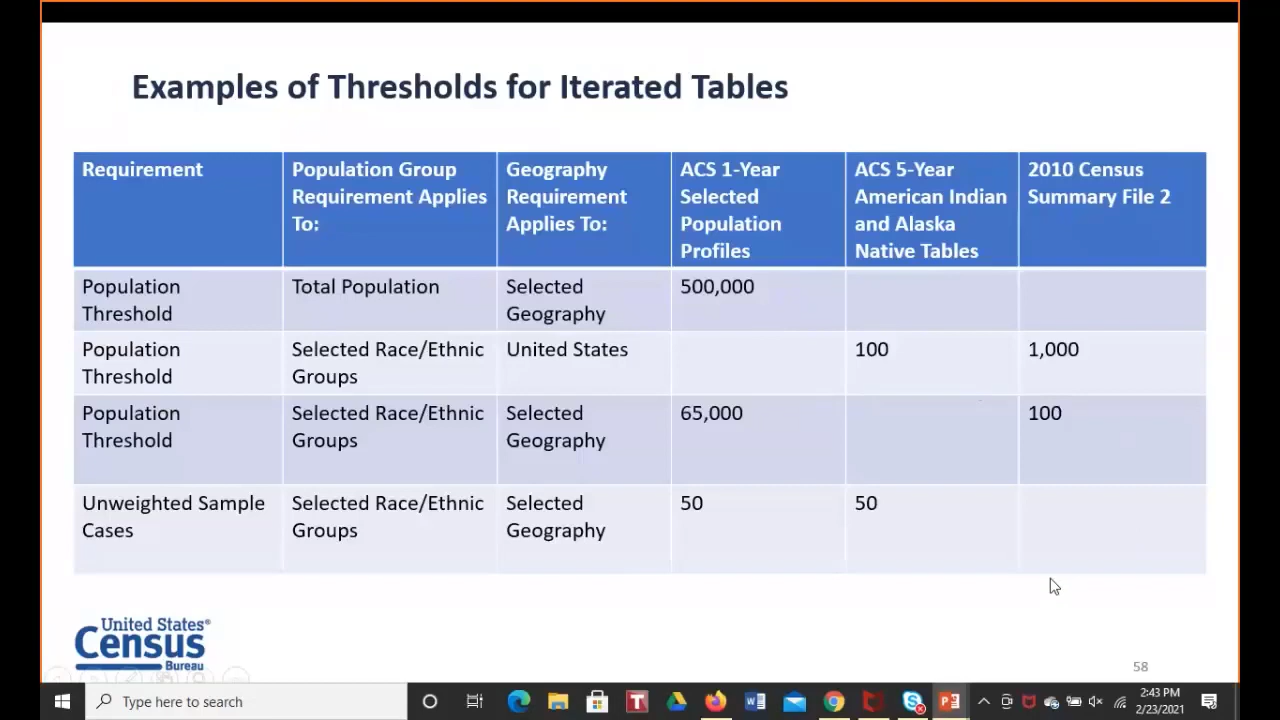 Examples of Thresholds for Iterated Tables
Requirement
Population Group
Requirement Applies
To:
Geography
Requirement
Applies To:
ACS 1-Year
Selected
Population
Profiles
ACS 5-Year
American Indian
and Alaska
Native Tables
2010 Census
Summary File 2
Population
Threshold
Total Population
Selected
Geography
500,000
Population
Threshold
Selected Race/Ethnic
Groups
United States
100
1,000
Population
Threshold
Selected Race/Ethnic
Groups
Selected
Geography
65,000
100
Unweighted Sample
Cases
Selected Race/Ethnic
Groups
Selected
Geography
50
50
United States®
Census
Bureau
58
Type here to search
2:43 PM
2/23/2021